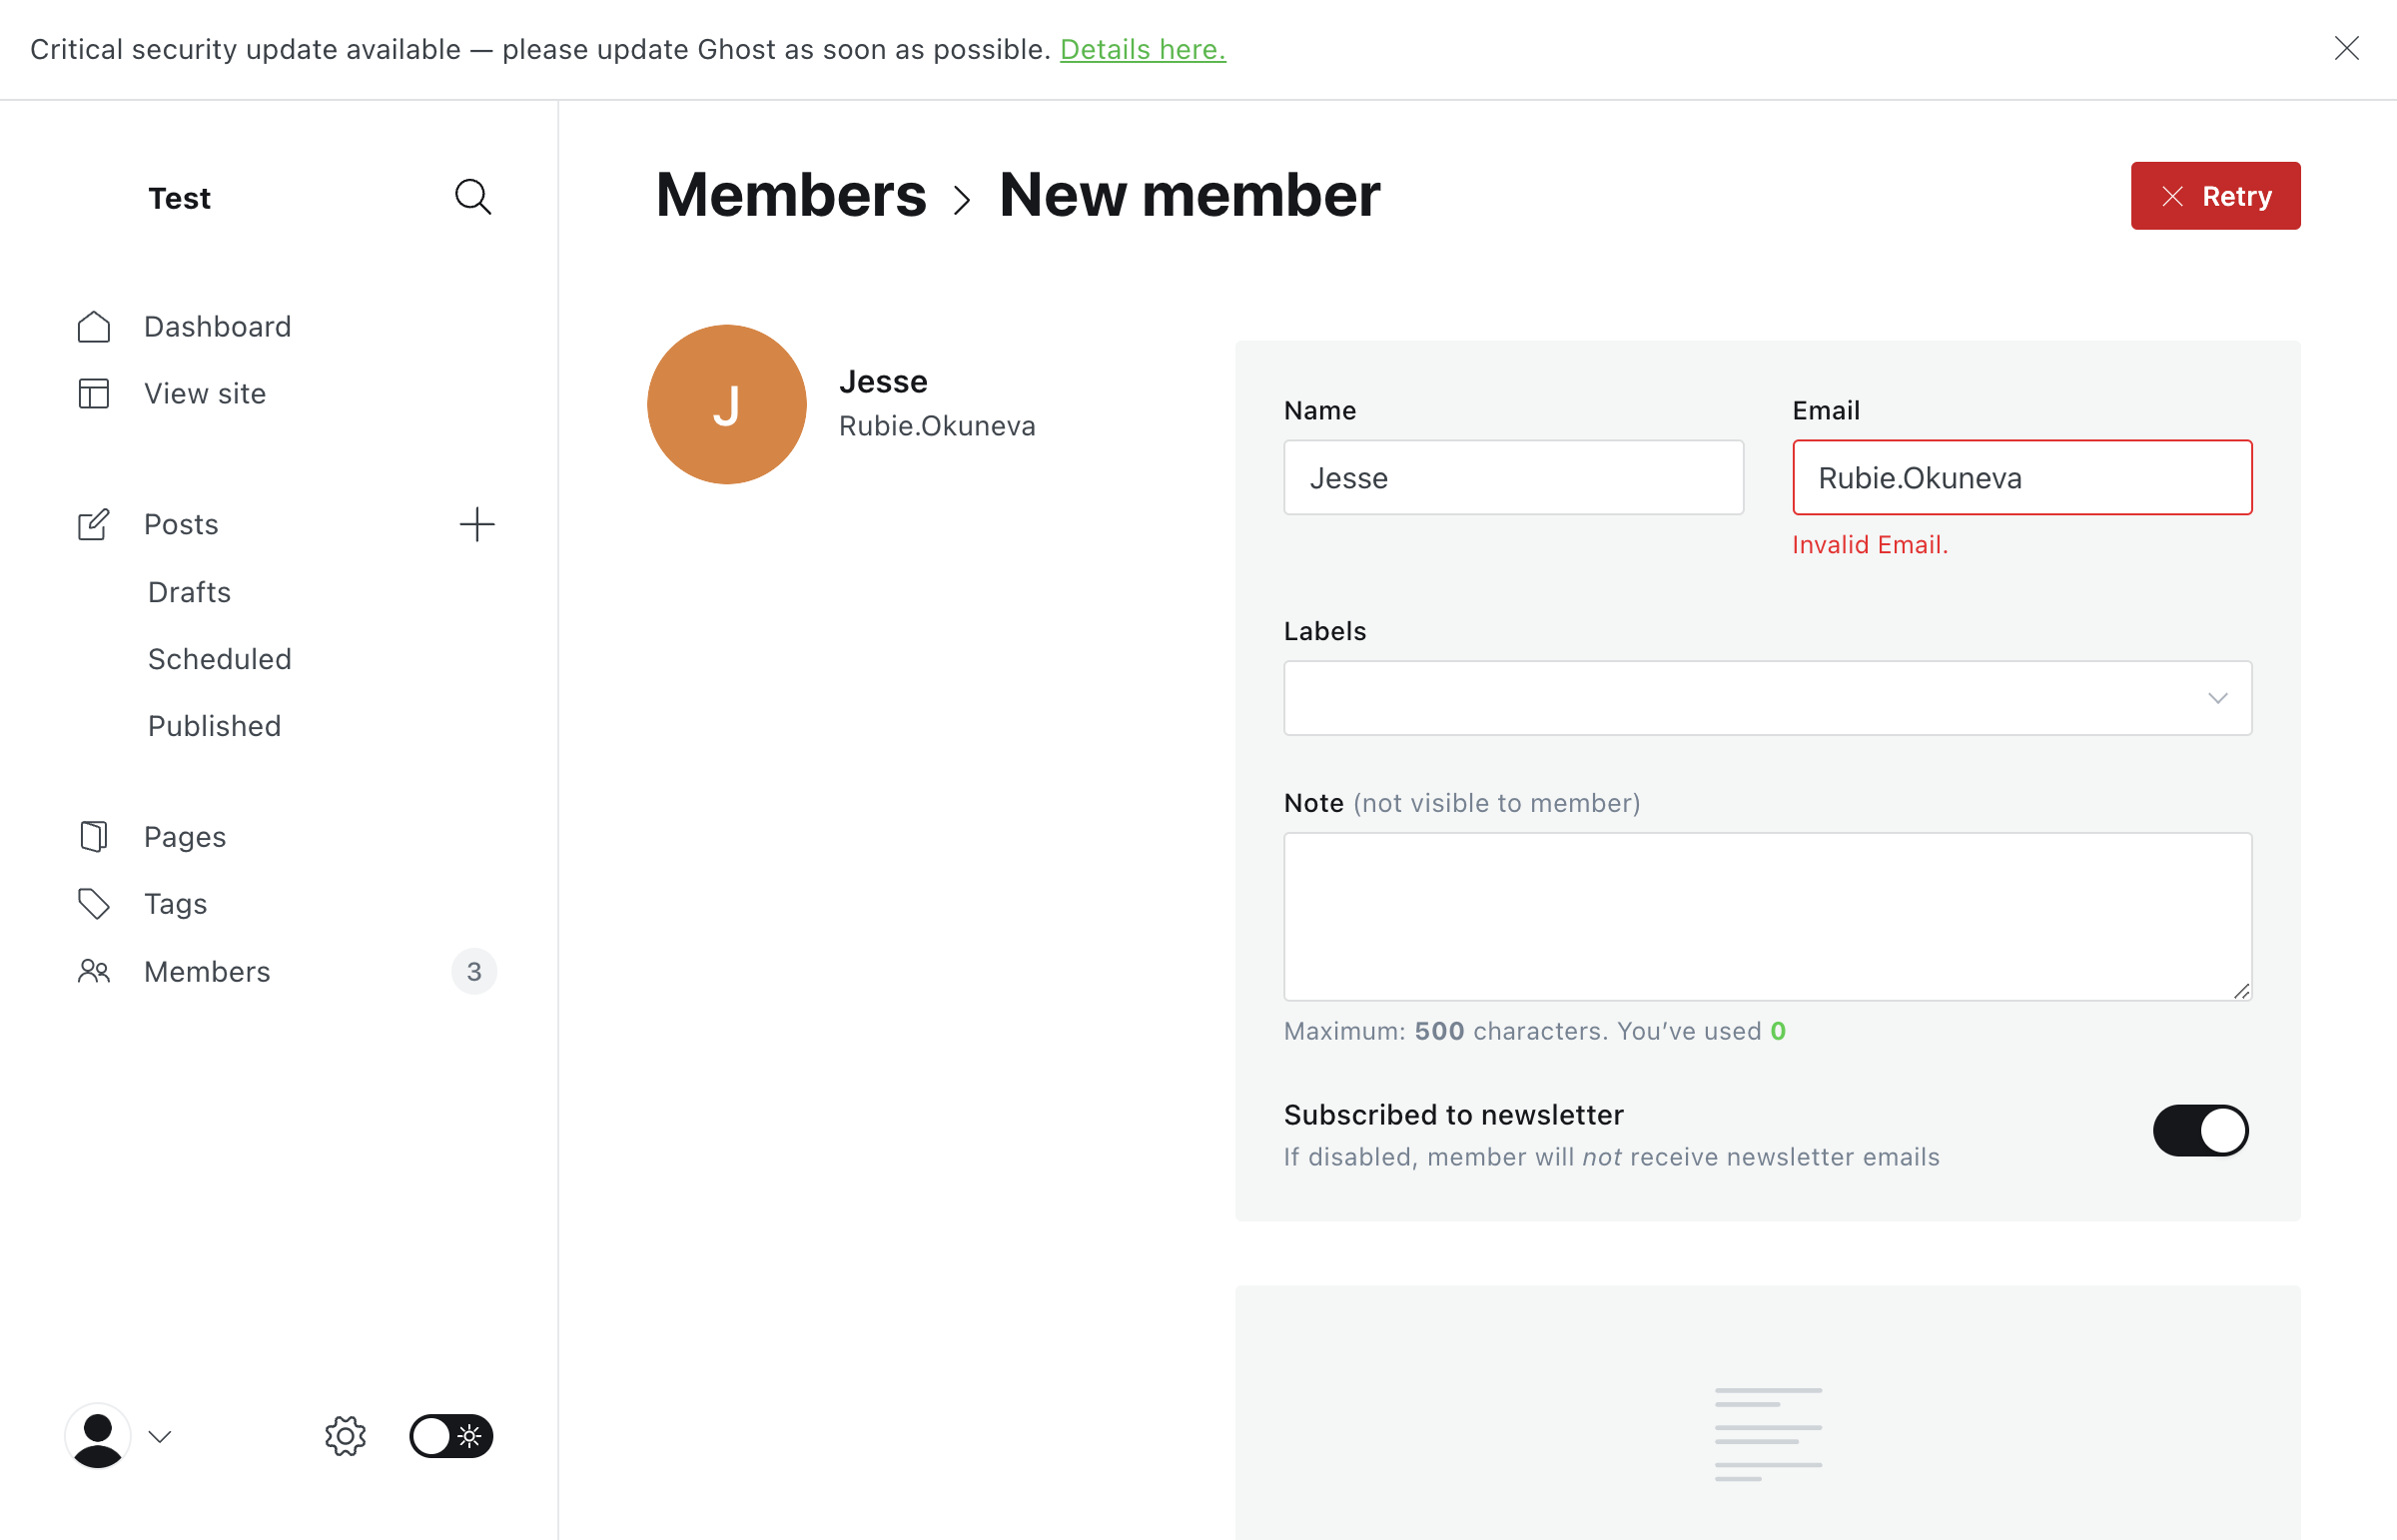 Critical security update available — please update Ghost as soon as possible. Details here.
Test
Dashboard
View site
Posts
Drafts
Scheduled
Published
Pages
Tags
Members 3
Members > New member
Retry
J
Jesse
Rubie.Okuneva
Name
Jesse
Email
Rubie.Okuneva
Invalid Email.
Labels
Note (not visible to member)
Maximum: 500 characters. You’ve used 0
Subscribed to newsletter
If disabled, member will not receive newsletter emails